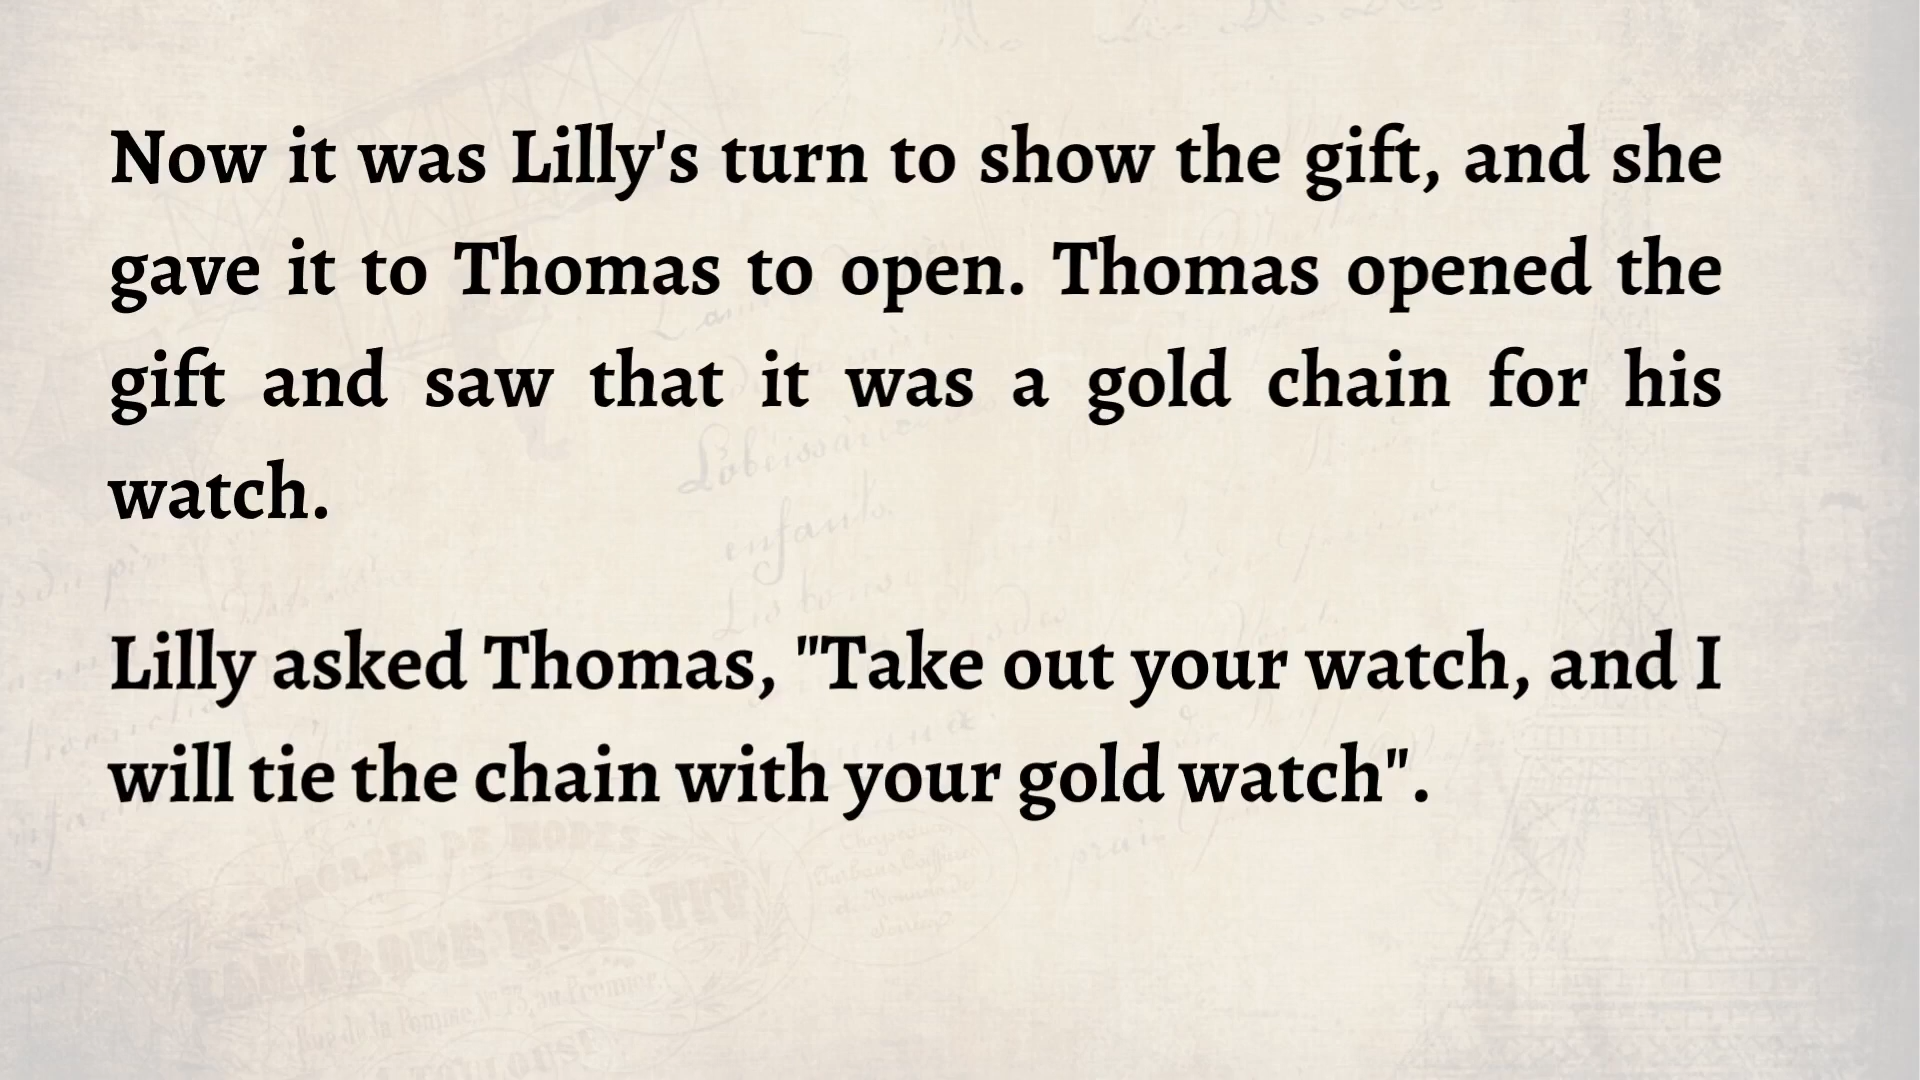 Now it was Lilly's turn to show the gift, and she
gave it to Thomas to open. Thomas opened the
gift and saw that it was a gold chain for his
watch.
Lilly asked Thomas, "Take out your watch, and I
will tie the chain with your gold watch".
enfants.